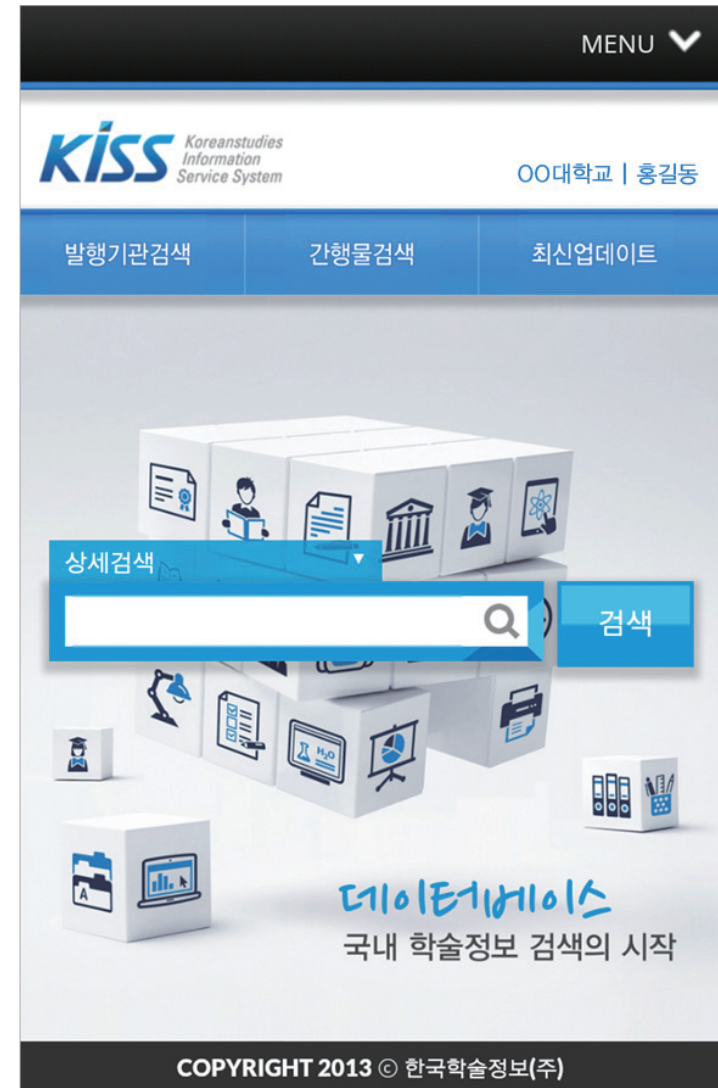 MENU
KISS Koreanstudies
Information
Service System
OO대학교 | 홍길동
발행기관검색 간행물검색 최신업데이트
상세검색
검색
H₂O
A
데이터베이스
국내 학술정보 검색의 시작
COPYRIGHT 2013 ⓒ 한국학술정보(주)